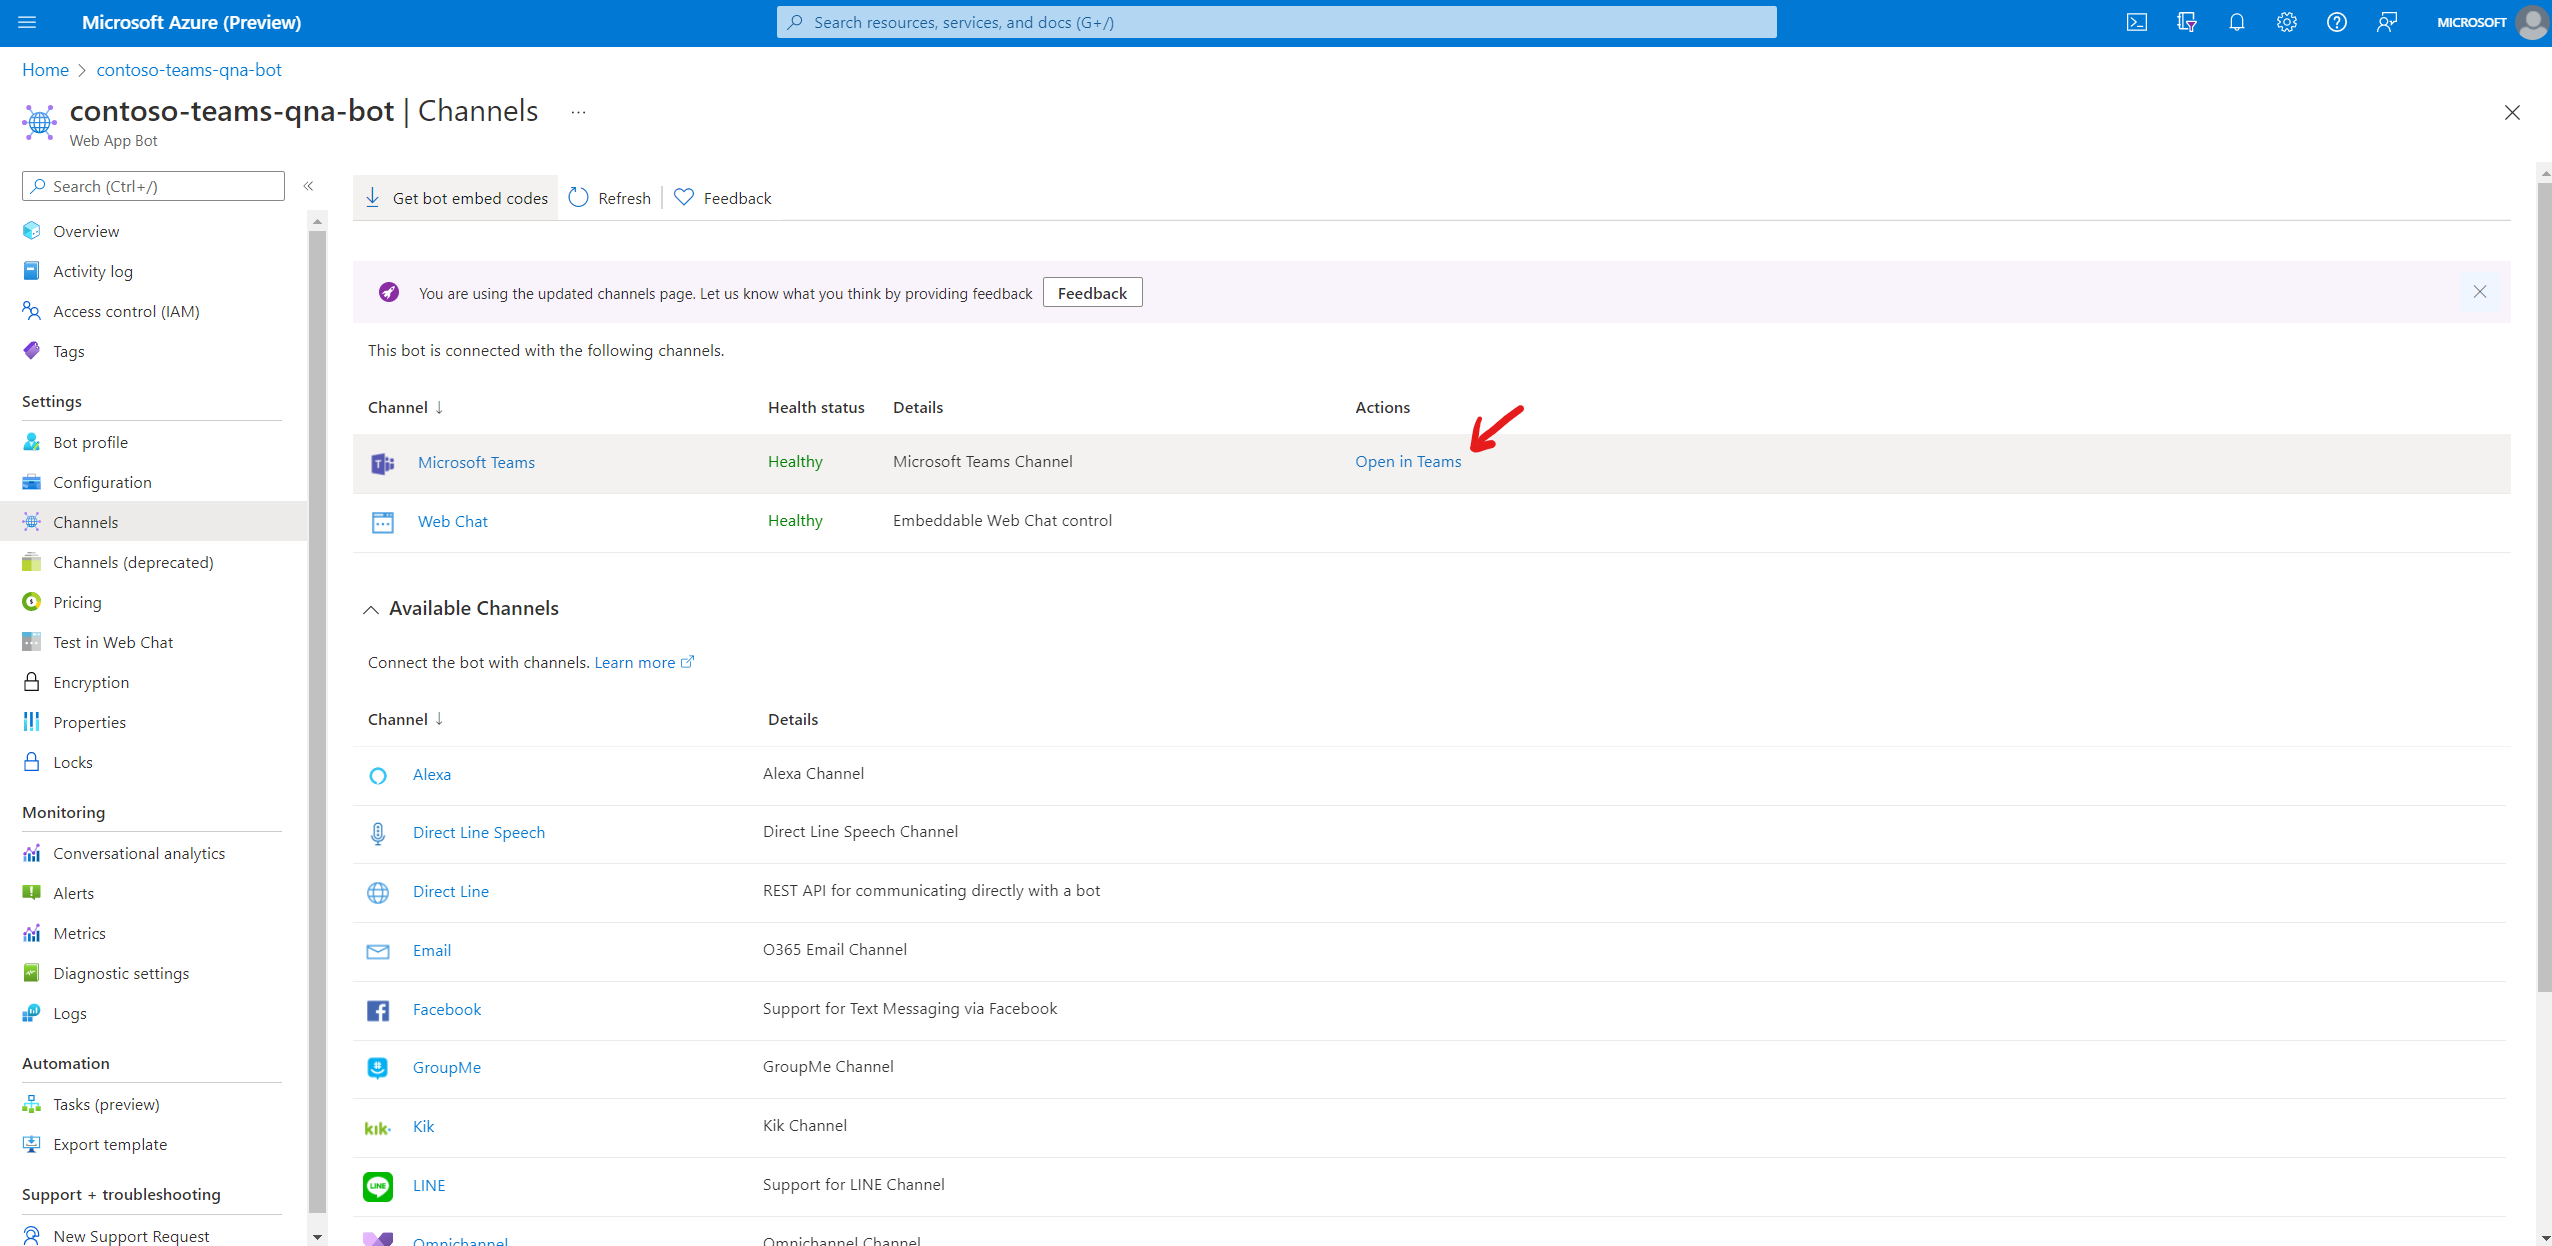 Microsoft Azure (Preview)
Search resources, services, and docs (G+/)
MICROSOFT
Home > contoso-teams-qna-bot
contoso-teams-qna-bot | Channels ...
Web App Bot
Search (Ctrl+/)
«
Overview
Activity log
Access control (IAM)
Tags
Settings
Bot profile
Configuration
Channels
Channels (deprecated)
Pricing
Test in Web Chat
Encryption
Properties
Locks
Monitoring
Conversational analytics
Alerts
Metrics
Diagnostic settings
Logs
Automation
Tasks (preview)
Export template
Support + troubleshooting
New Support Request
Get bot embed codes Refresh Feedback
You are using the updated channels page. Let us know what you think by providing feedback Feedback
This bot is connected with the following channels.
Channel ↓ Health status Details Actions
Microsoft Teams Healthy Microsoft Teams Channel Open in Teams
Web Chat Healthy Embeddable Web Chat control
Available Channels
Connect the bot with channels. Learn more
Channel ↓ Details
Alexa Alexa Channel
Direct Line Speech Direct Line Speech Channel
Direct Line REST API for communicating directly with a bot
Email O365 Email Channel
Facebook Support for Text Messaging via Facebook
GroupMe GroupMe Channel
kik. Kik Kik Channel
LINE LINE Support for LINE Channel
Omnichannel Omnichannel Channel